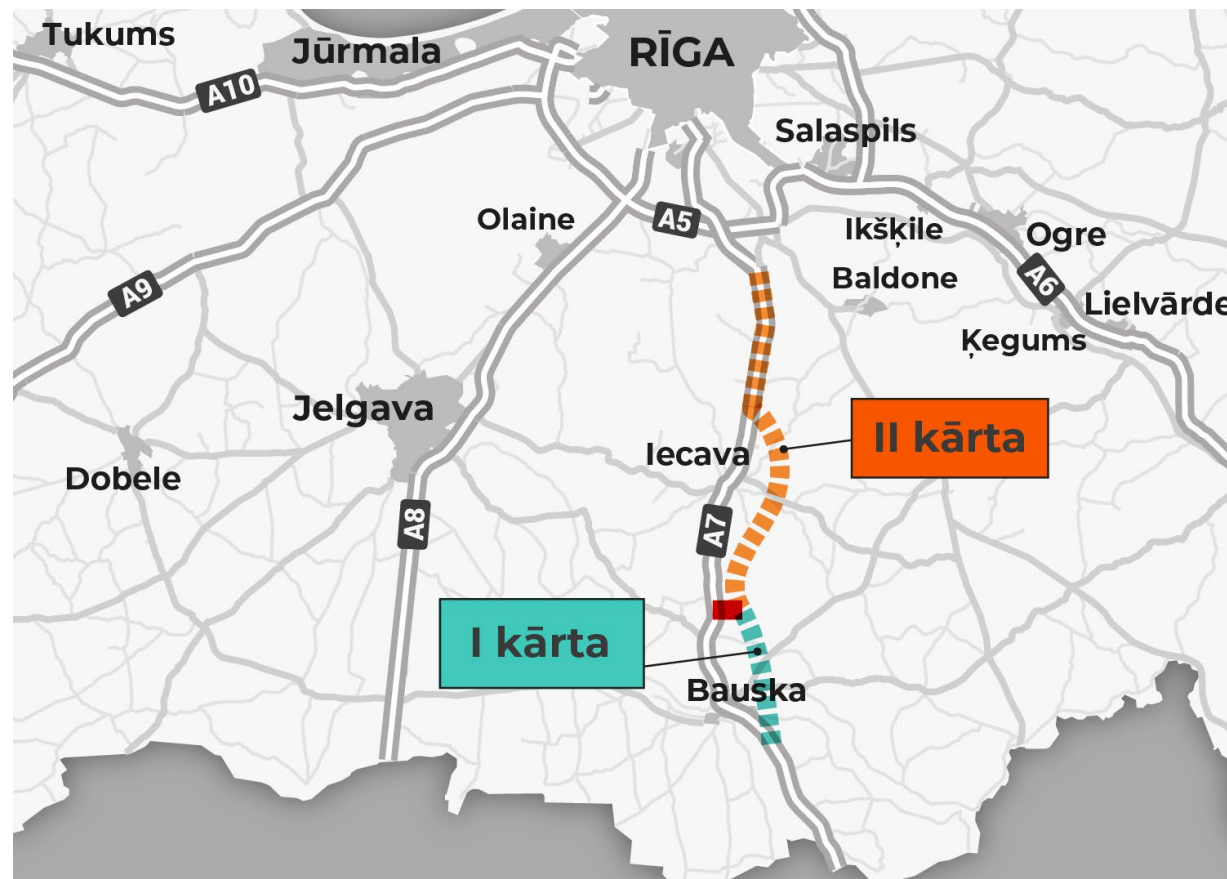 Tukums
Jūrmala
RĪGA
A10
Salaspils
Olaine
A5
Ikšķile
Ogre
A9
Baldone
A6
Lielvārde
Ķegums
Jelgava
II kārta
Iecava
Dobele
A8
A7
I kārta
Bauska